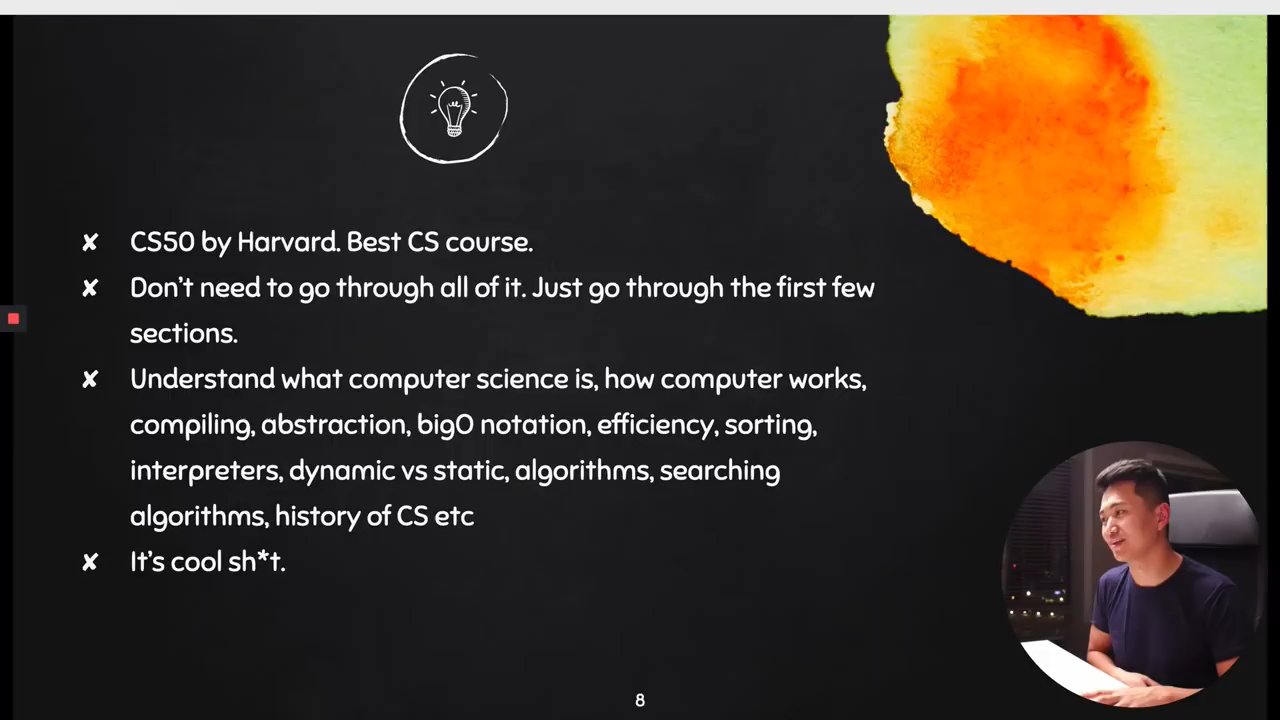 ✘ CS50 by Harvard. Best CS course.
✘ Don't need to go through all of it. Just go through the first few
sections.
✘ Understand what computer science is, how computer works,
compiling, abstraction, bigO notation, efficiency, sorting,
interpreters, dynamic vs static, algorithms, searching
algorithms, history of CS etc
✘ It's cool sh*t.
8